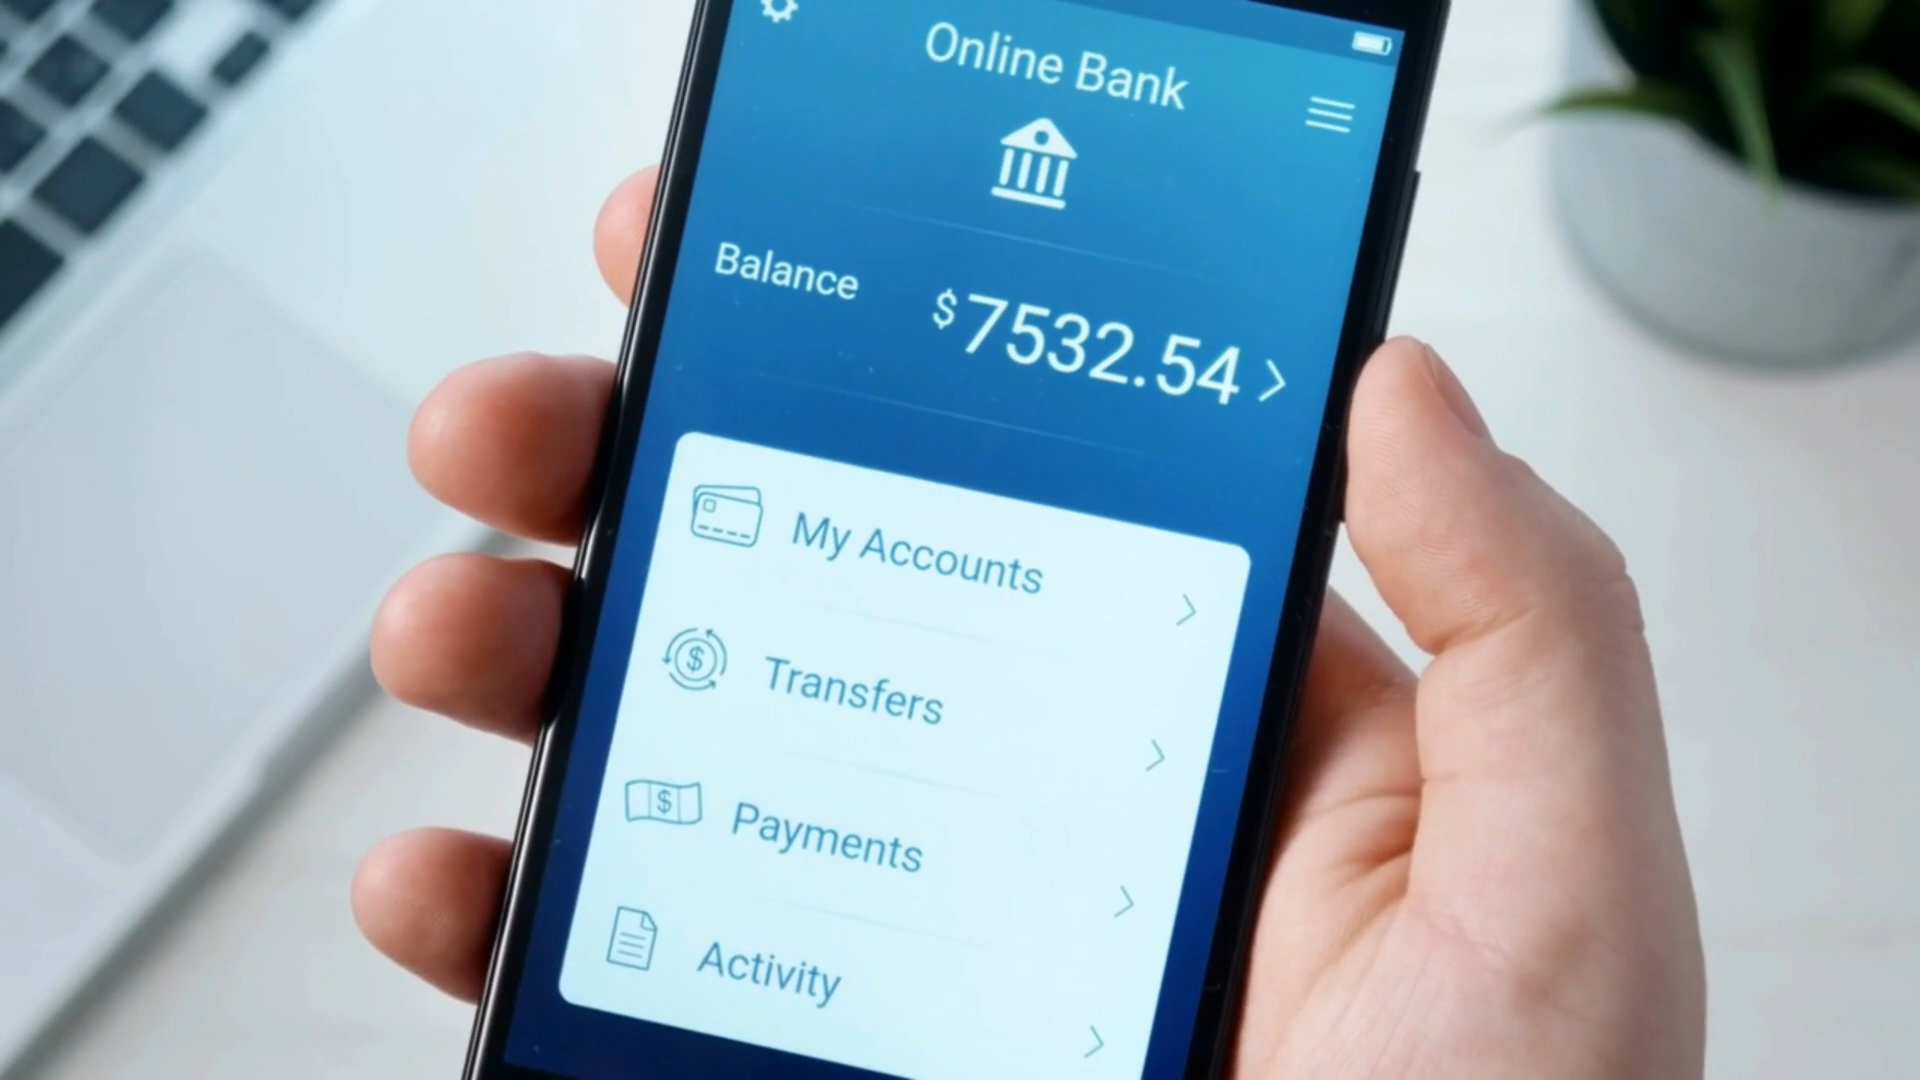 Online Bank
Balance
$7532.54
My Accounts
Transfers
Payments
Activity